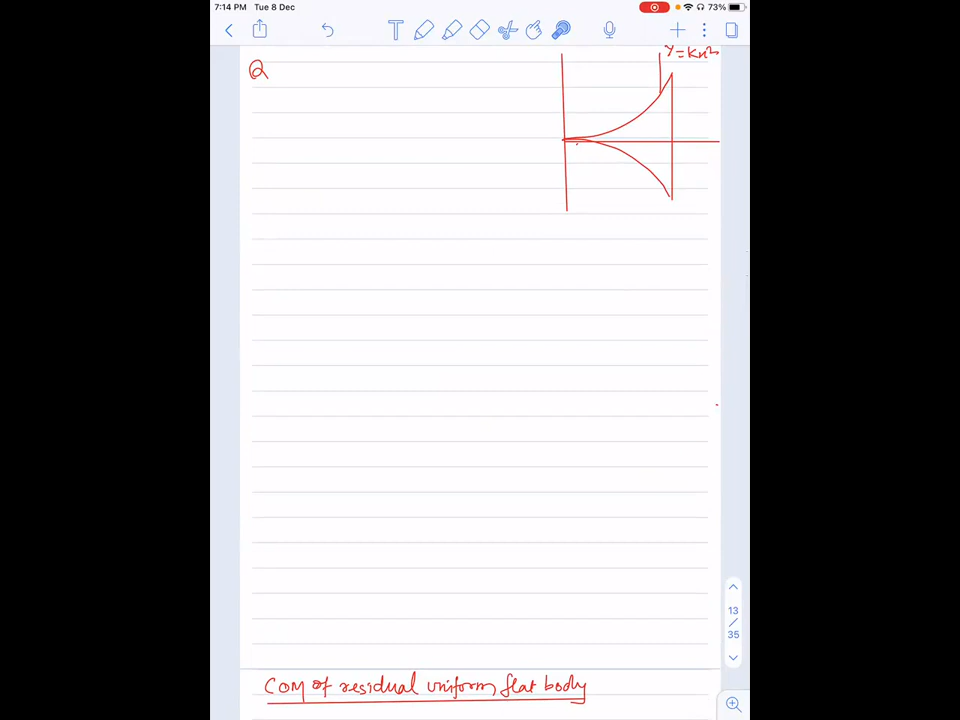 7:14 PM Tue 8 Dec
73%
T
Y = Kx²
Q
13
/
35
COM of residual uniform flat body